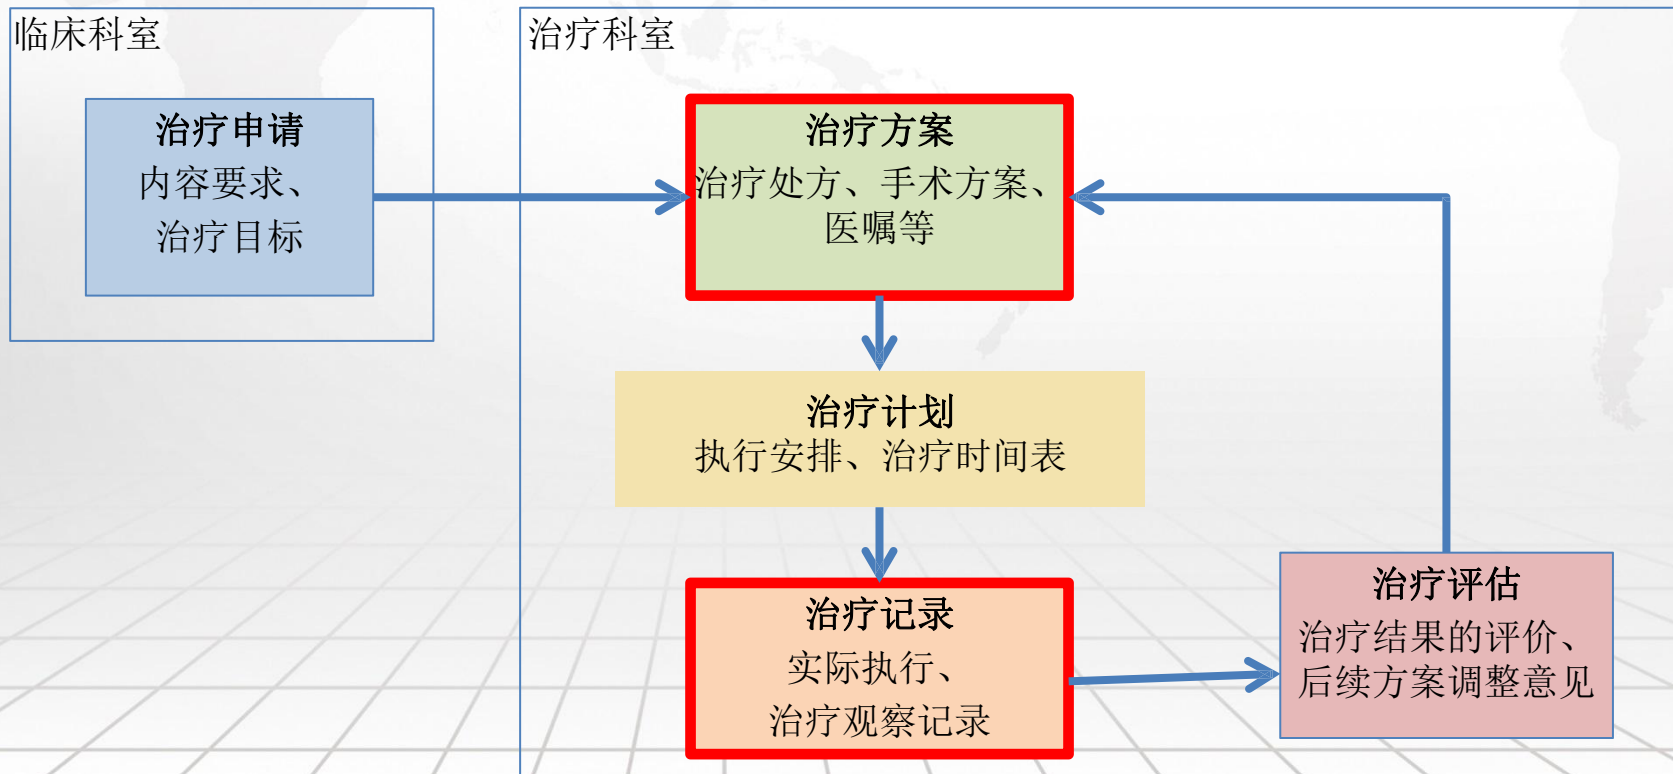 临床科室
治疗申请
内容要求、
治疗目标
治疗科室
治疗方案
治疗处方、手术方案、
医嘱等
治疗计划
执行安排、治疗时间表
治疗记录
实际执行、
治疗观察记录
治疗评估
治疗结果的评价、
后续方案调整意见